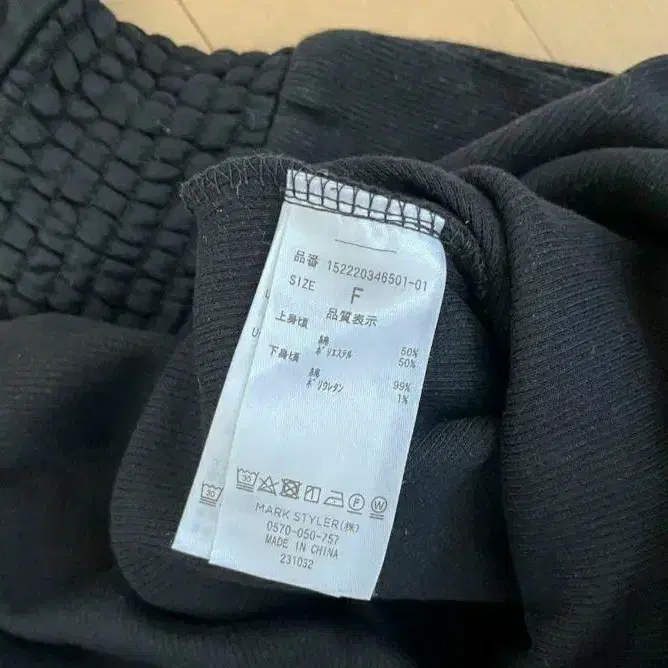 品番 152220346501-01
SIZE F
品質表示
上身頃 綿 50%
ポリエステル 50%
下身頃 綿 99%
ポリウレタン 1%
30 F W
MARK STYLER(株)
0570-050-757
MADE IN CHINA
231032
30